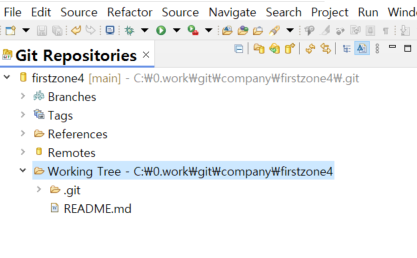 File Edit Source Refactor Source Navigate Search Project Run Wind
Git Repositories
firstzone4 [main] - C:₩0.work₩git₩company₩firstzone4₩.git
Branches
Tags
References
Remotes
Working Tree - C:₩0.work₩git₩company₩firstzone4
.git
README.md